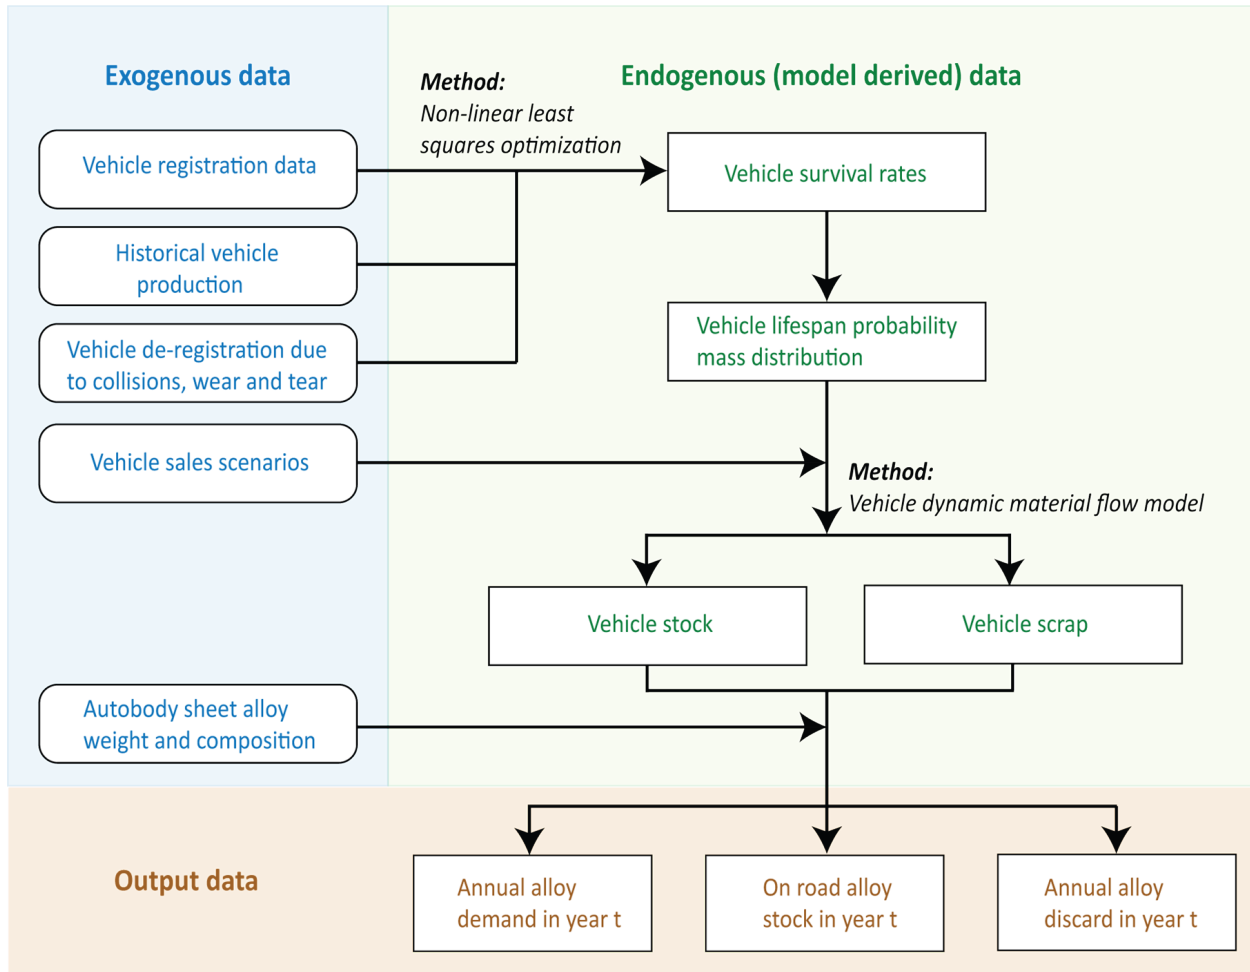 Exogenous data
Endogenous (model derived) data
Method:
Non-linear least
squares optimization
Vehicle registration data
Vehicle survival rates
Historical vehicle
production
Vehicle lifespan probability
mass distribution
Vehicle de-registration due
to collisions, wear and tear
Vehicle sales scenarios
Method:
Vehicle dynamic material flow model
Vehicle stock
Vehicle scrap
Autobody sheet alloy
weight and composition
Output data
Annual alloy
demand in year t
On road alloy
stock in year t
Annual alloy
discard in year t